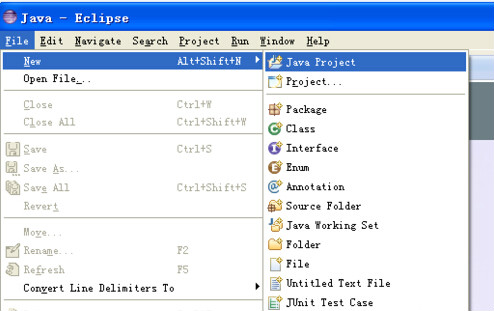 Java - Eclipse
File Edit Navigate Search Project Run Window Help
New Alt+Shift+N
Open File...
Close Ctrl+W
Close All Ctrl+Shift+W
Save Ctrl+S
Save As...
Save All Ctrl+Shift+S
Revert
Move...
Rename... F2
Refresh F5
Convert Line Delimiters To
Java Project
Project...
Package
Class
Interface
Enum
Annotation
Source Folder
Java Working Set
Folder
File
Untitled Text File
JUnit Test Case